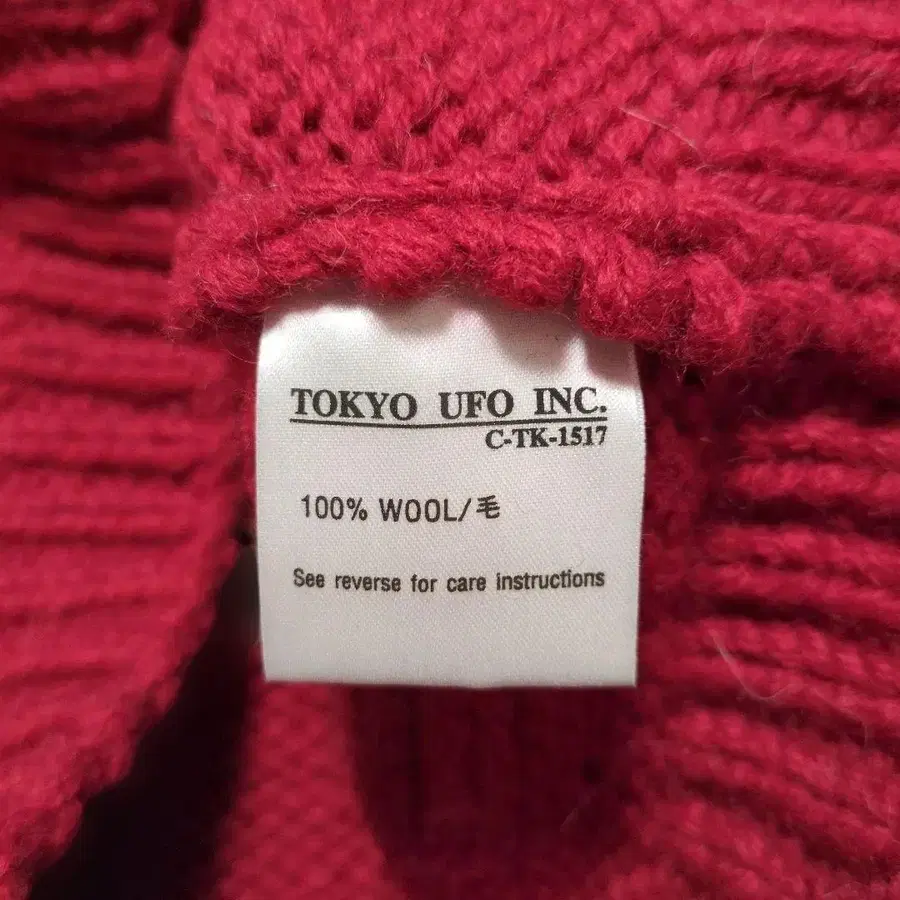 TOKYO UFO INC.
C-TK-1517
100% WOOL/毛
See reverse for care instructions